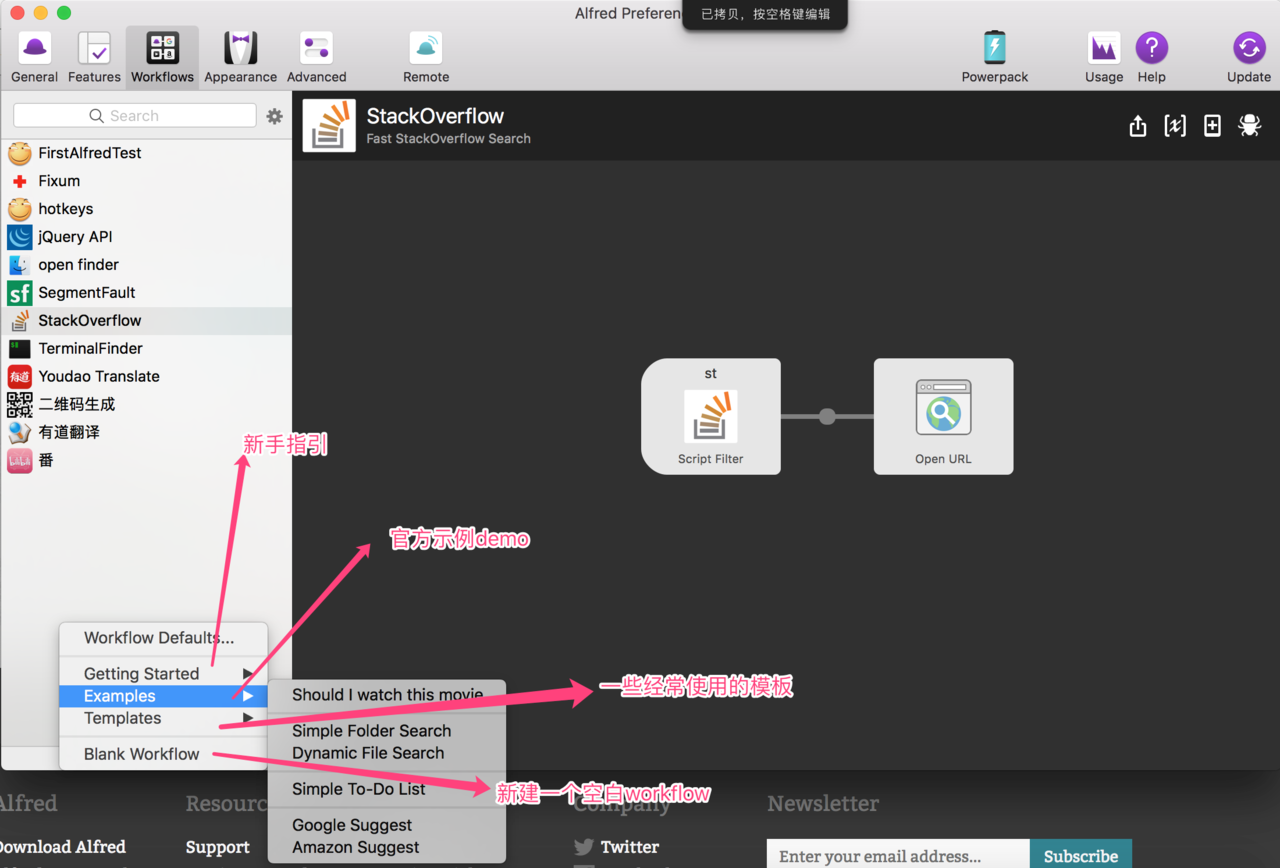 Alfred Preferen
已拷贝，按空格键编辑
General
Features
Workflows
Appearance
Advanced
Remote
Powerpack
Usage
Help
Update
Search
StackOverflow
Fast StackOverflow Search
FirstAlfredTest
Fixum
hotkeys
jQuery API
open finder
sf SegmentFault
StackOverflow
TerminalFinder
有道 Youdao Translate
二维码生成
有道翻译
番
st
Script Filter
Open URL
新手指引
官方示例demo
一些经常使用的模板
新建一个空白workflow
Workflow Defaults...
Getting Started
Examples
Templates
Blank Workflow
Should I watch this movie
Simple Folder Search
Dynamic File Search
Simple To-Do List
Google Suggest
Amazon Suggest
Alfred
Resourc
Company
Newsletter
Download Alfred
Support
Twitter
Enter your email address...
Subscribe